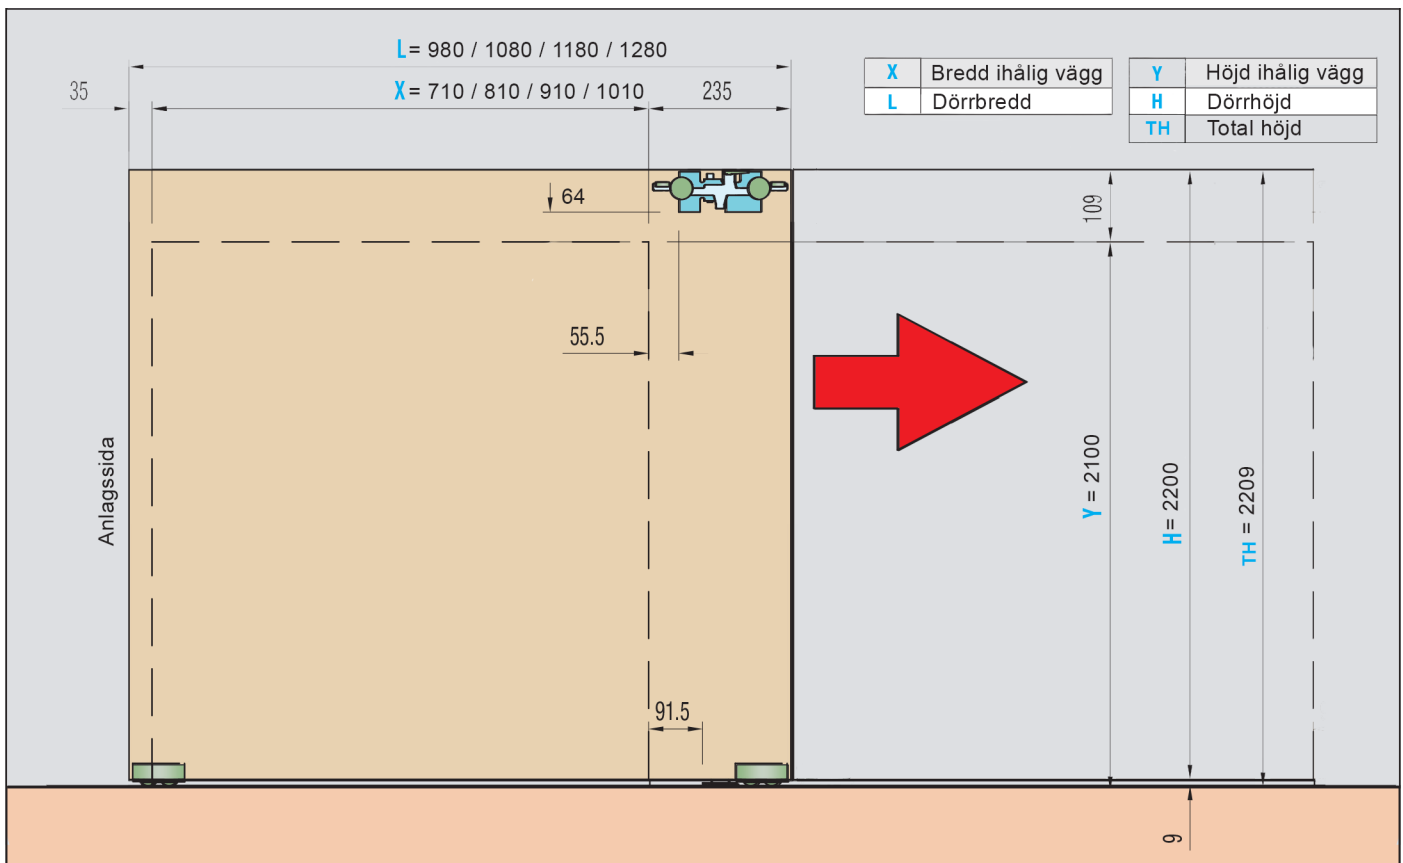 L= 980 / 1080 / 1180 / 1280
35
X= 710 / 810 / 910 / 1010
235
X Bredd ihålig vägg
L Dörrbredd
Y Höjd ihålig vägg
H Dörrhöjd
TH Total höjd
64
109
55.5
Anlagssida
Y = 2100
H= 2200
TH = 2209
91.5
9